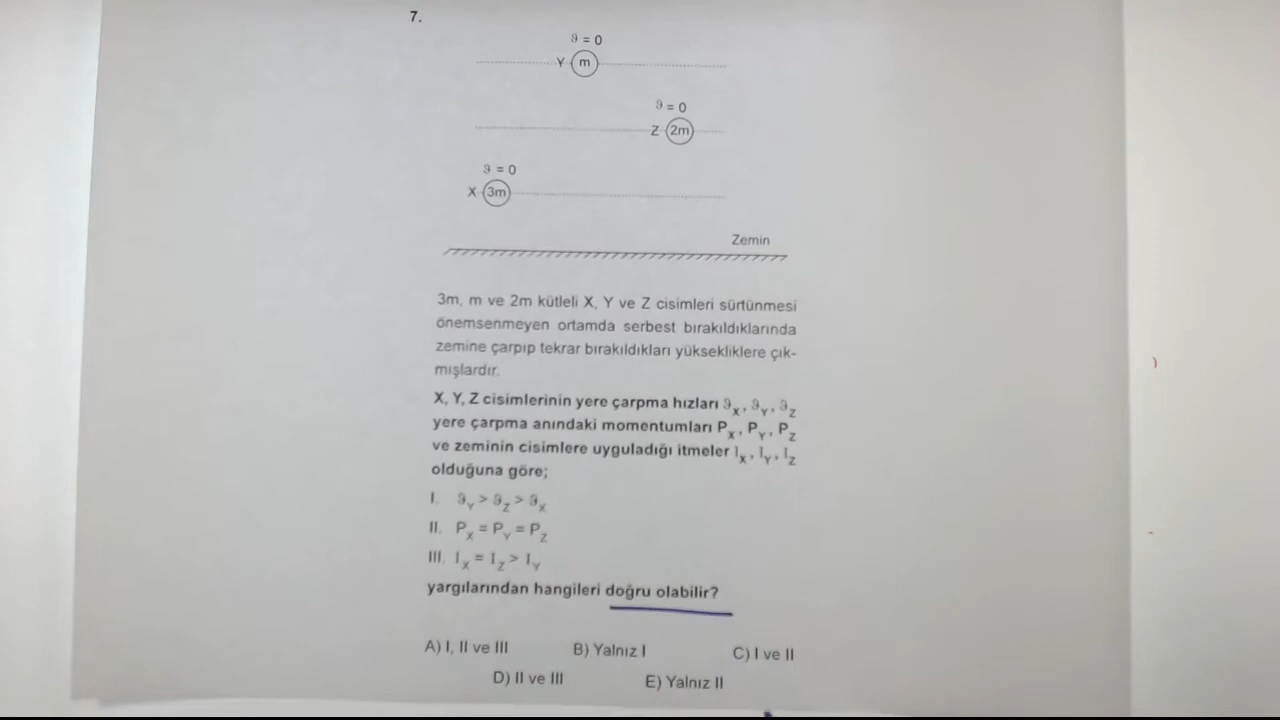 7.
ϑ = 0
Y m
ϑ = 0
Z 2m
ϑ = 0
X 3m
Zemin
3m, m ve 2m kütleli X, Y ve Z cisimleri sürtünmesi
önemsenmeyen ortamda serbest bırakıldıklarında
zemine çarpıp tekrar bırakıldıkları yüksekliklere çık-
mışlardır.
X, Y, Z cisimlerinin yere çarpma hızları ϑX, ϑY, ϑZ
yere çarpma anındaki momentumları PX, PY, PZ
ve zeminin cisimlere uyguladığı itmeler IX, IY, IZ
olduğuna göre;
I. ϑY > ϑZ > ϑX
II. PX = PY = PZ
III. IX = IZ > IY
yargılarından hangileri doğru olabilir?
A) I, II ve III B) Yalnız I C) I ve II
D) II ve III E) Yalnız II